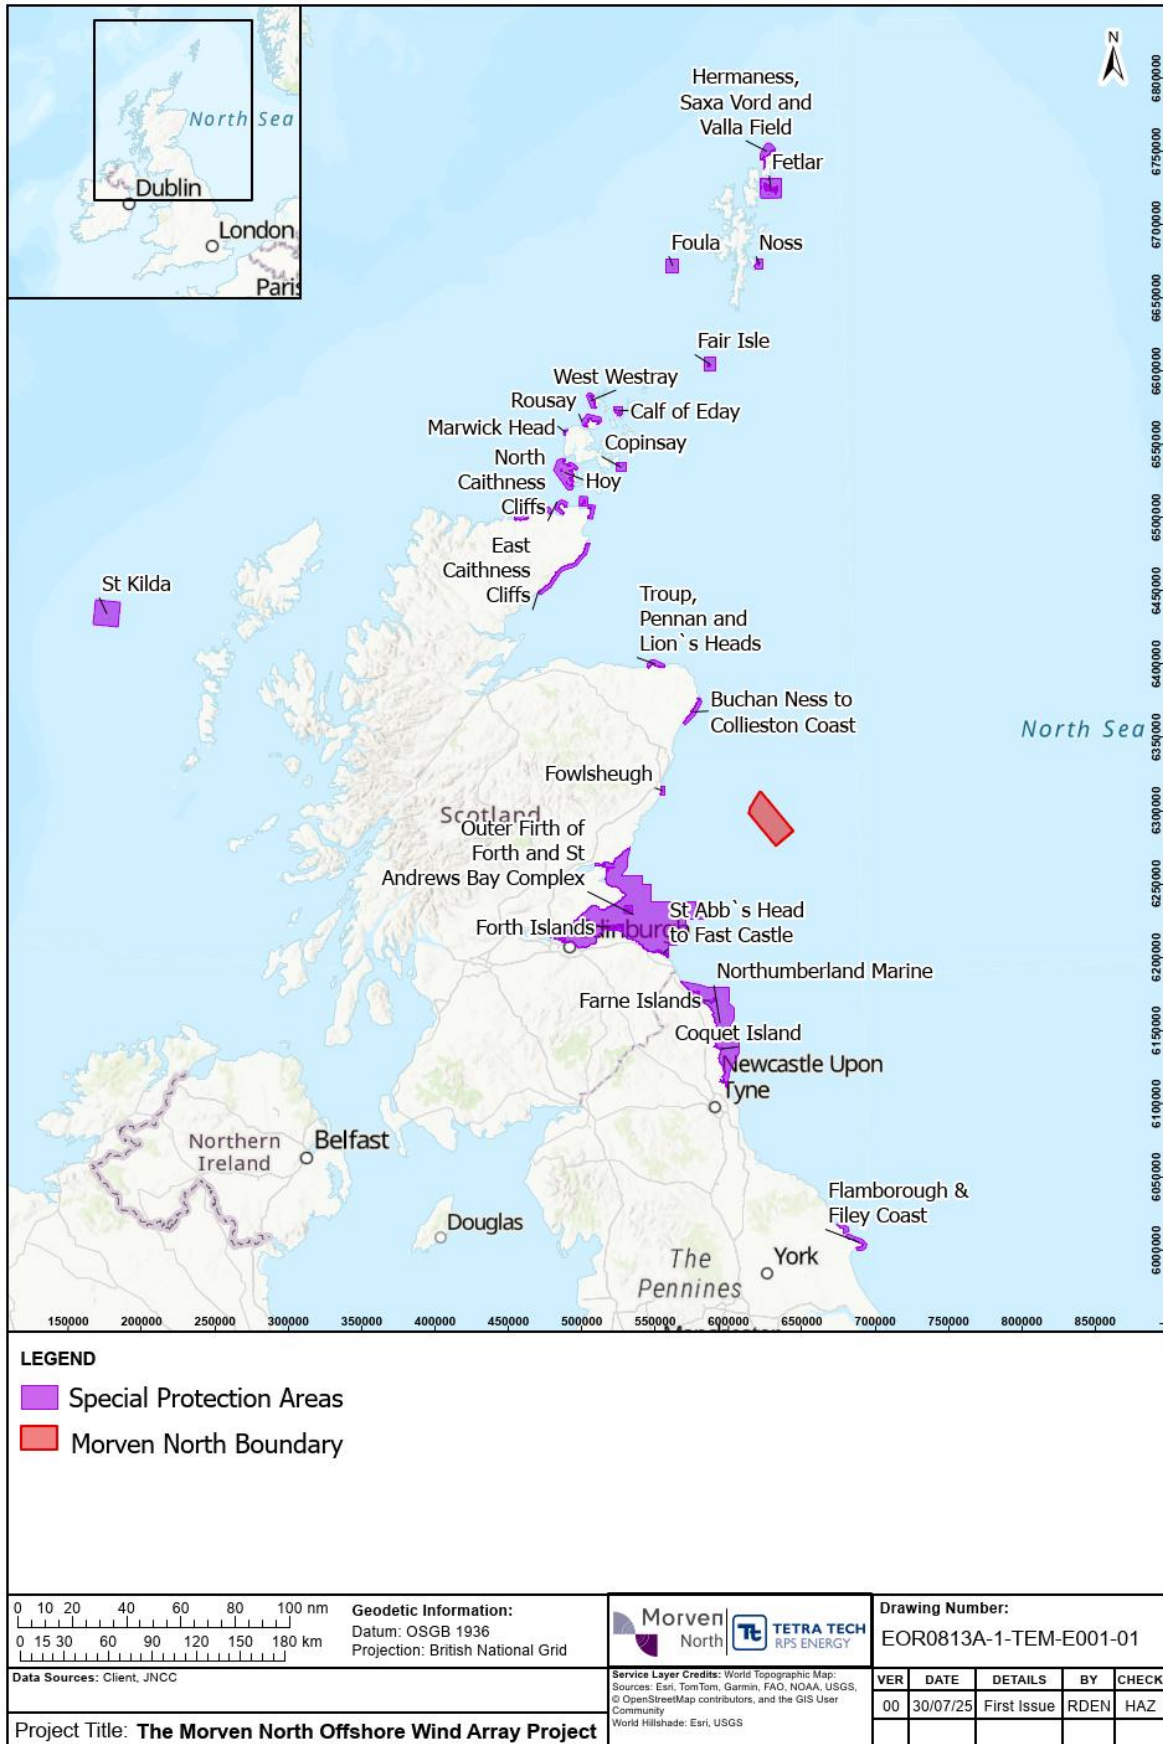 North Sea
Dublin
London
Paris
N
Hermaness,
Saxa Vord and
Valla Field
Fetlar
Foula
Noss
Fair Isle
West Westray
Rousay
Calf of Eday
Marwick Head
Copinsay
North
Caithness
Cliffs
Hoy
East
Caithness
Cliffs
St Kilda
Troup,
Pennan and
Lion`s Heads
Buchan Ness to
Collieston Coast
North Sea
Fowlsheugh
Scotland
Outer Firth of
Forth and St
Andrews Bay Complex
St Abb`s Head
to Fast Castle
Forth Islands
Northumberland Marine
Farne Islands
Coquet Island
Newcastle Upon
Tyne
Northern
Ireland
Belfast
Douglas
Flamborough &
Filey Coast
The
Pennines
York
6800000
6750000
6700000
6650000
6600000
6550000
6500000
6450000
6400000
6350000
6300000
6250000
6200000
6150000
6100000
6050000
6000000
150000 200000 250000 300000 350000 400000 450000 500000 550000 600000 650000 700000 750000 800000 850000
LEGEND
Special Protection Areas
Morven North Boundary
0 10 20 40 60 80 100 nm
0 15 30 60 90 120 150 180 km
Geodetic Information:
Datum: OSGB 1936
Projection: British National Grid
Morven
North
Tt
TETRA TECH
RPS ENERGY
Drawing Number:
EOR0813A-1-TEM-E001-01
Data Sources: Client, JNCC
Service Layer Credits: World Topographic Map:
Sources: Esri, TomTom, Garmin, FAO, NOAA, USGS,
© OpenStreetMap contributors, and the GIS User
Community
World Hillshade: Esri, USGS
VER DATE DETAILS BY CHECK
00 30/07/25 First Issue RDEN HAZ
Project Title: The Morven North Offshore Wind Array Project